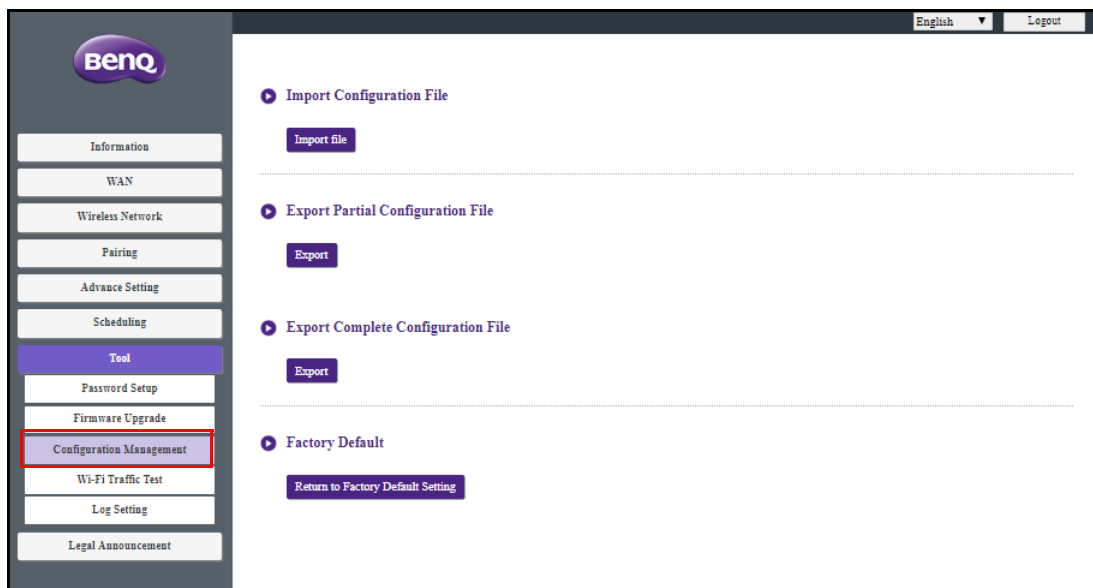 English ▼ Logout
BenQ
Information
WAN
Wireless Network
Pairing
Advance Setting
Scheduling
Tool
Password Setup
Firmware Upgrade
Configuration Management
Wi-Fi Traffic Test
Log Setting
Legal Announcement
Import Configuration File
Import file
Export Partial Configuration File
Export
Export Complete Configuration File
Export
Factory Default
Return to Factory Default Setting